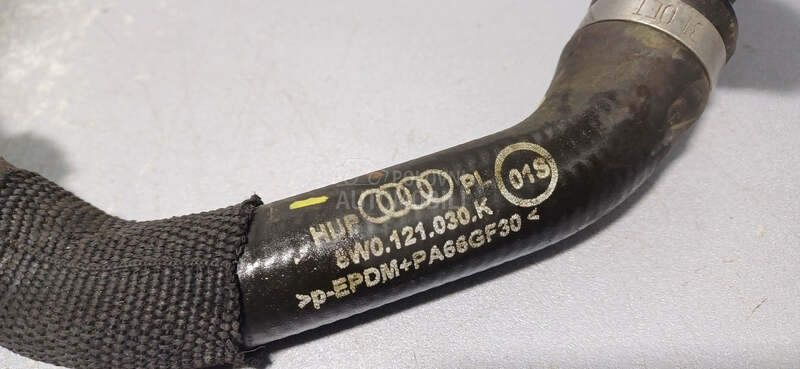 HUP PL 01S
8W0.121.030.K
>p-EPDM+PA66GF30<